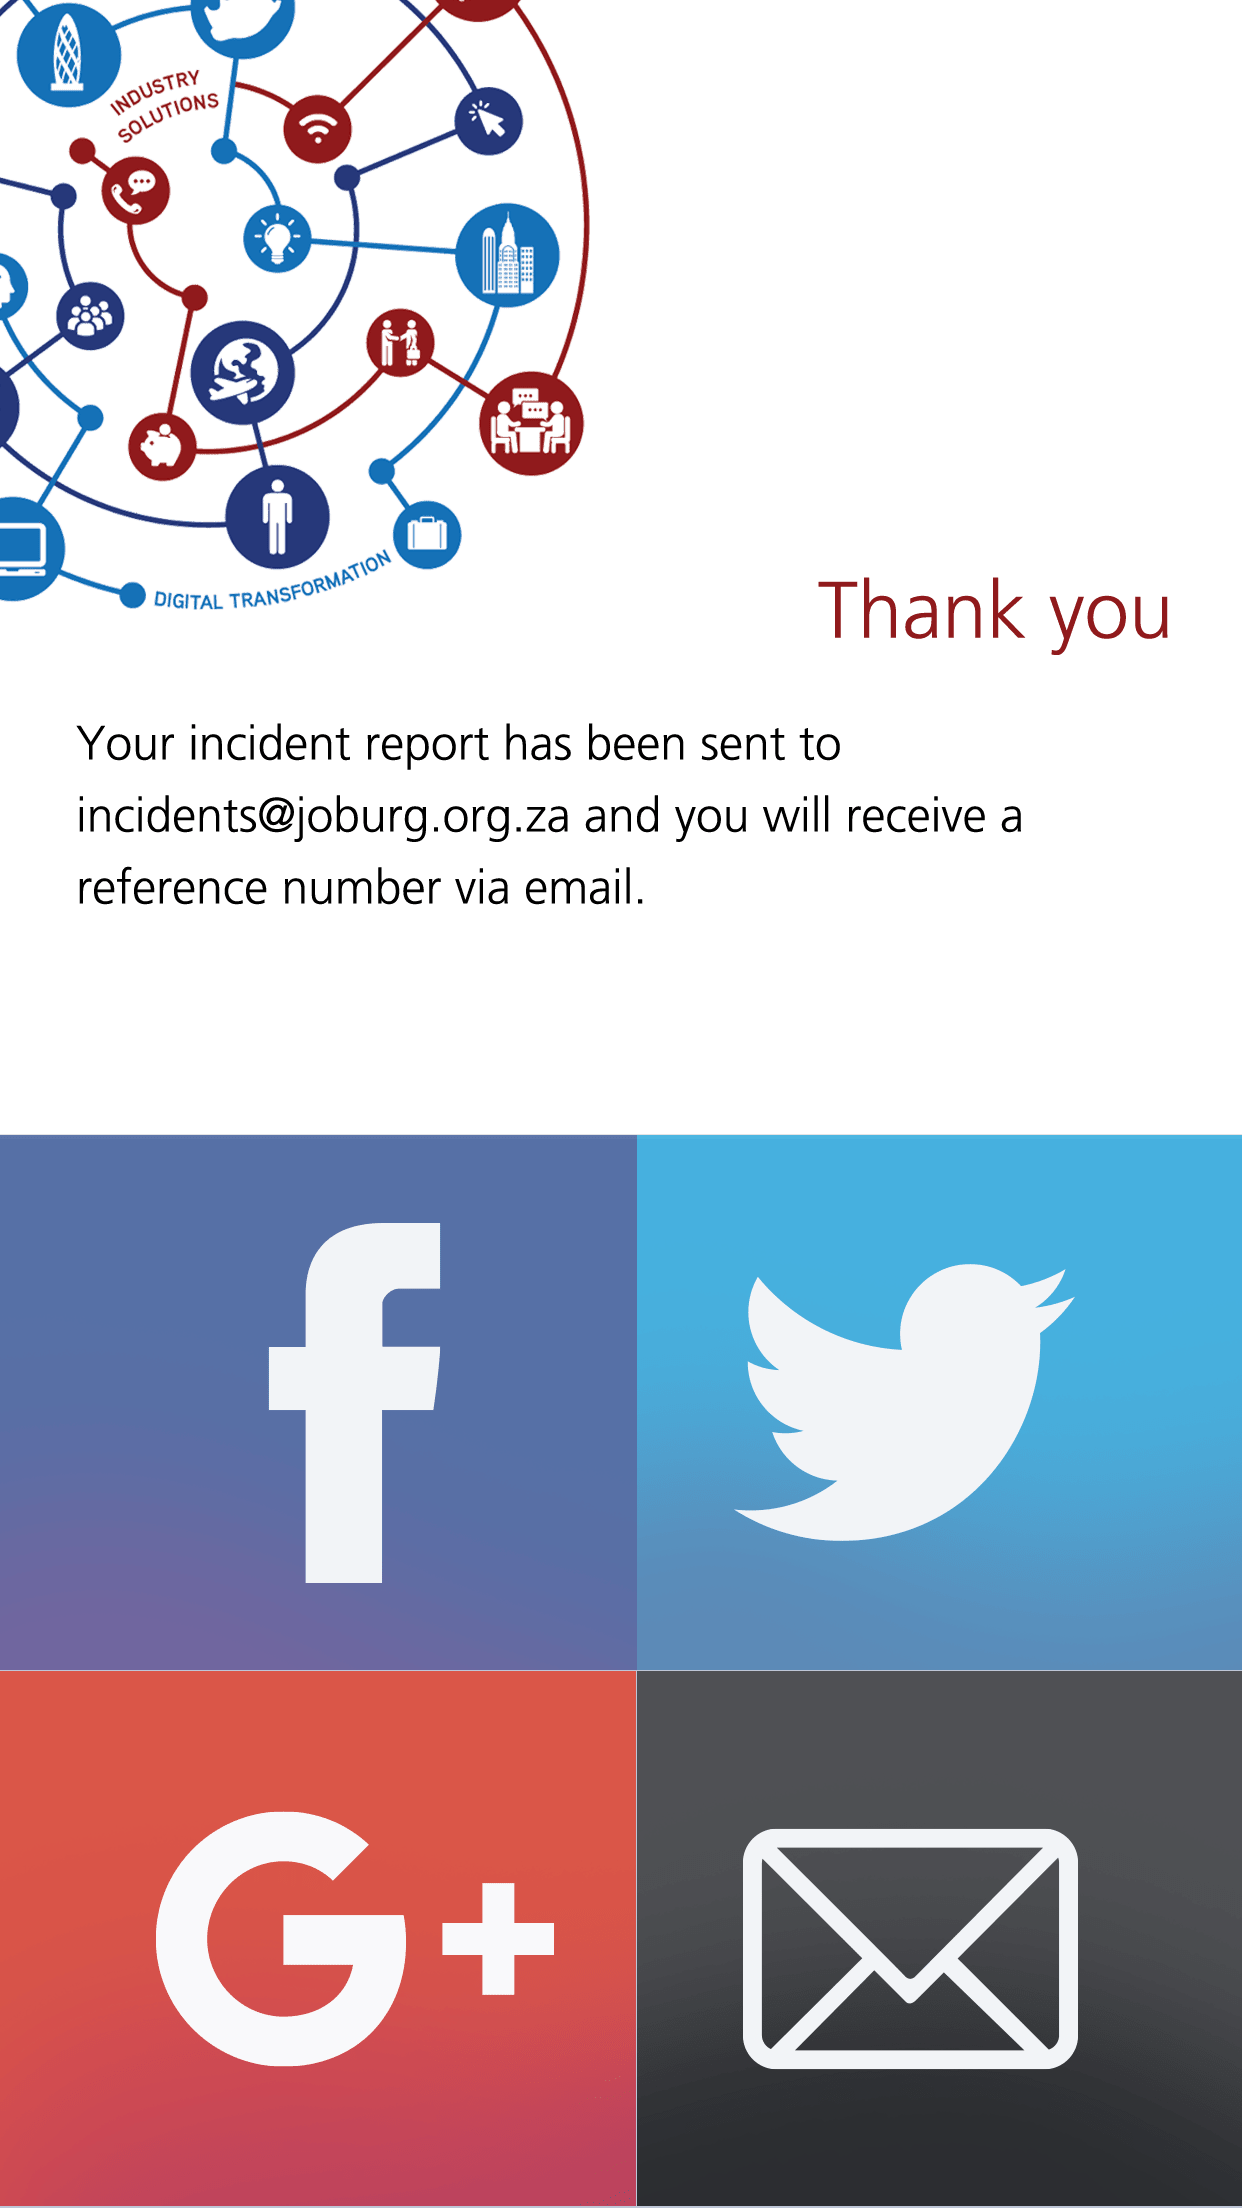 INDUSTRY
SOLUTIONS
DIGITAL TRANSFORMATION
Thank you
Your incident report has been sent to
incidents@joburg.org.za and you will receive a
reference number via email.
f
G+